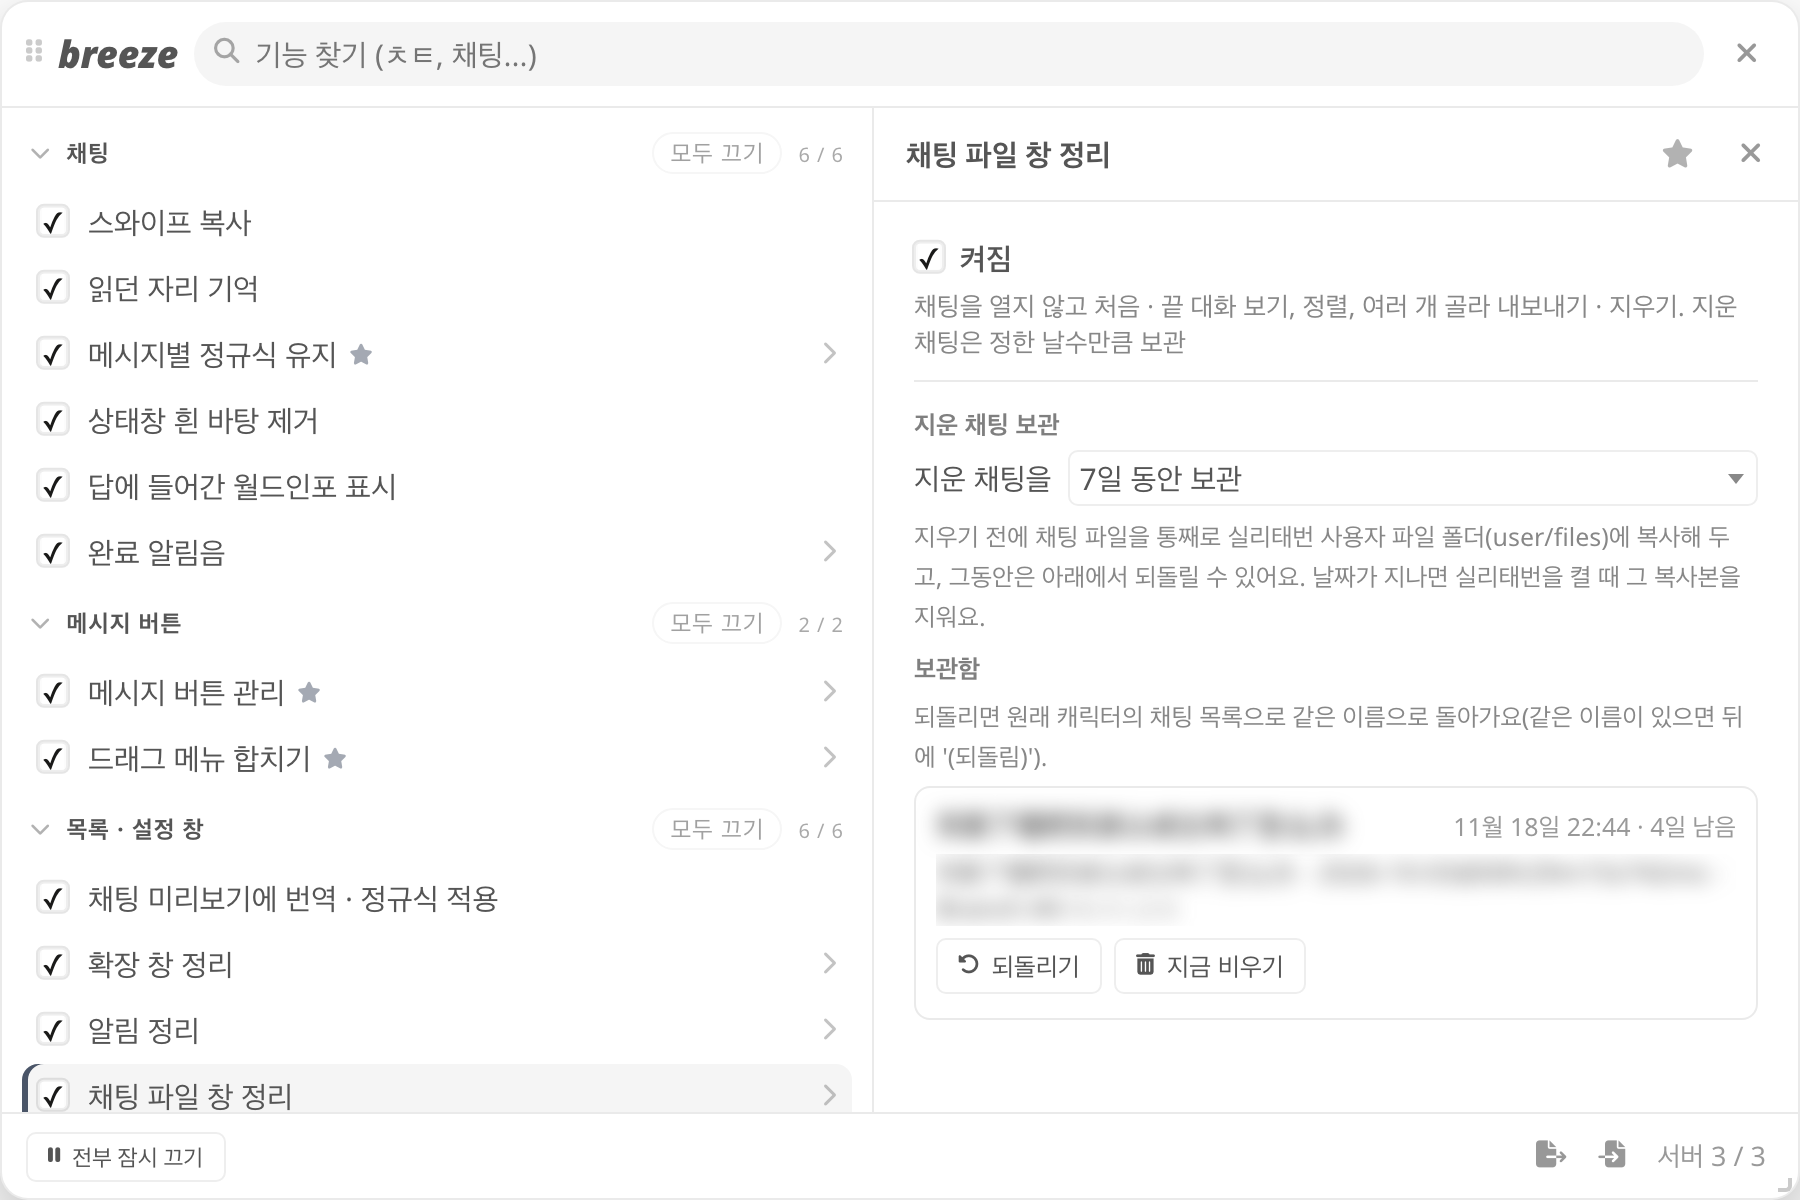 breeze
기능 찾기 (ㅊㅌ, 채팅...)
채팅
모두 끄기
6 / 6
스와이프 복사
읽던 자리 기억
메시지별 정규식 유지
상태창 흰 바탕 제거
답에 들어간 월드인포 표시
완료 알림음
메시지 버튼
모두 끄기
2 / 2
메시지 버튼 관리
드래그 메뉴 합치기
목록 · 설정 창
모두 끄기
6 / 6
채팅 미리보기에 번역 · 정규식 적용
확장 창 정리
알림 정리
채팅 파일 창 정리
채팅 파일 창 정리
켜짐
채팅을 열지 않고 처음 · 끝 대화 보기, 정렬, 여러 개 골라 내보내기 · 지우기. 지운
채팅은 정한 날수만큼 보관
지운 채팅 보관
지운 채팅을
7일 동안 보관
지우기 전에 채팅 파일을 통째로 실리태번 사용자 파일 폴더(user/files)에 복사해 두
고, 그동안은 아래에서 되돌릴 수 있어요. 날짜가 지나면 실리태번을 켤 때 그 복사본을
지워요.
보관함
되돌리면 원래 캐릭터의 채팅 목록으로 같은 이름으로 돌아가요(같은 이름이 있으면 뒤
에 '(되돌림)').
11월 18일 22:44 · 4일 남음
되돌리기
지금 비우기
전부 잠시 끄기
서버 3 / 3